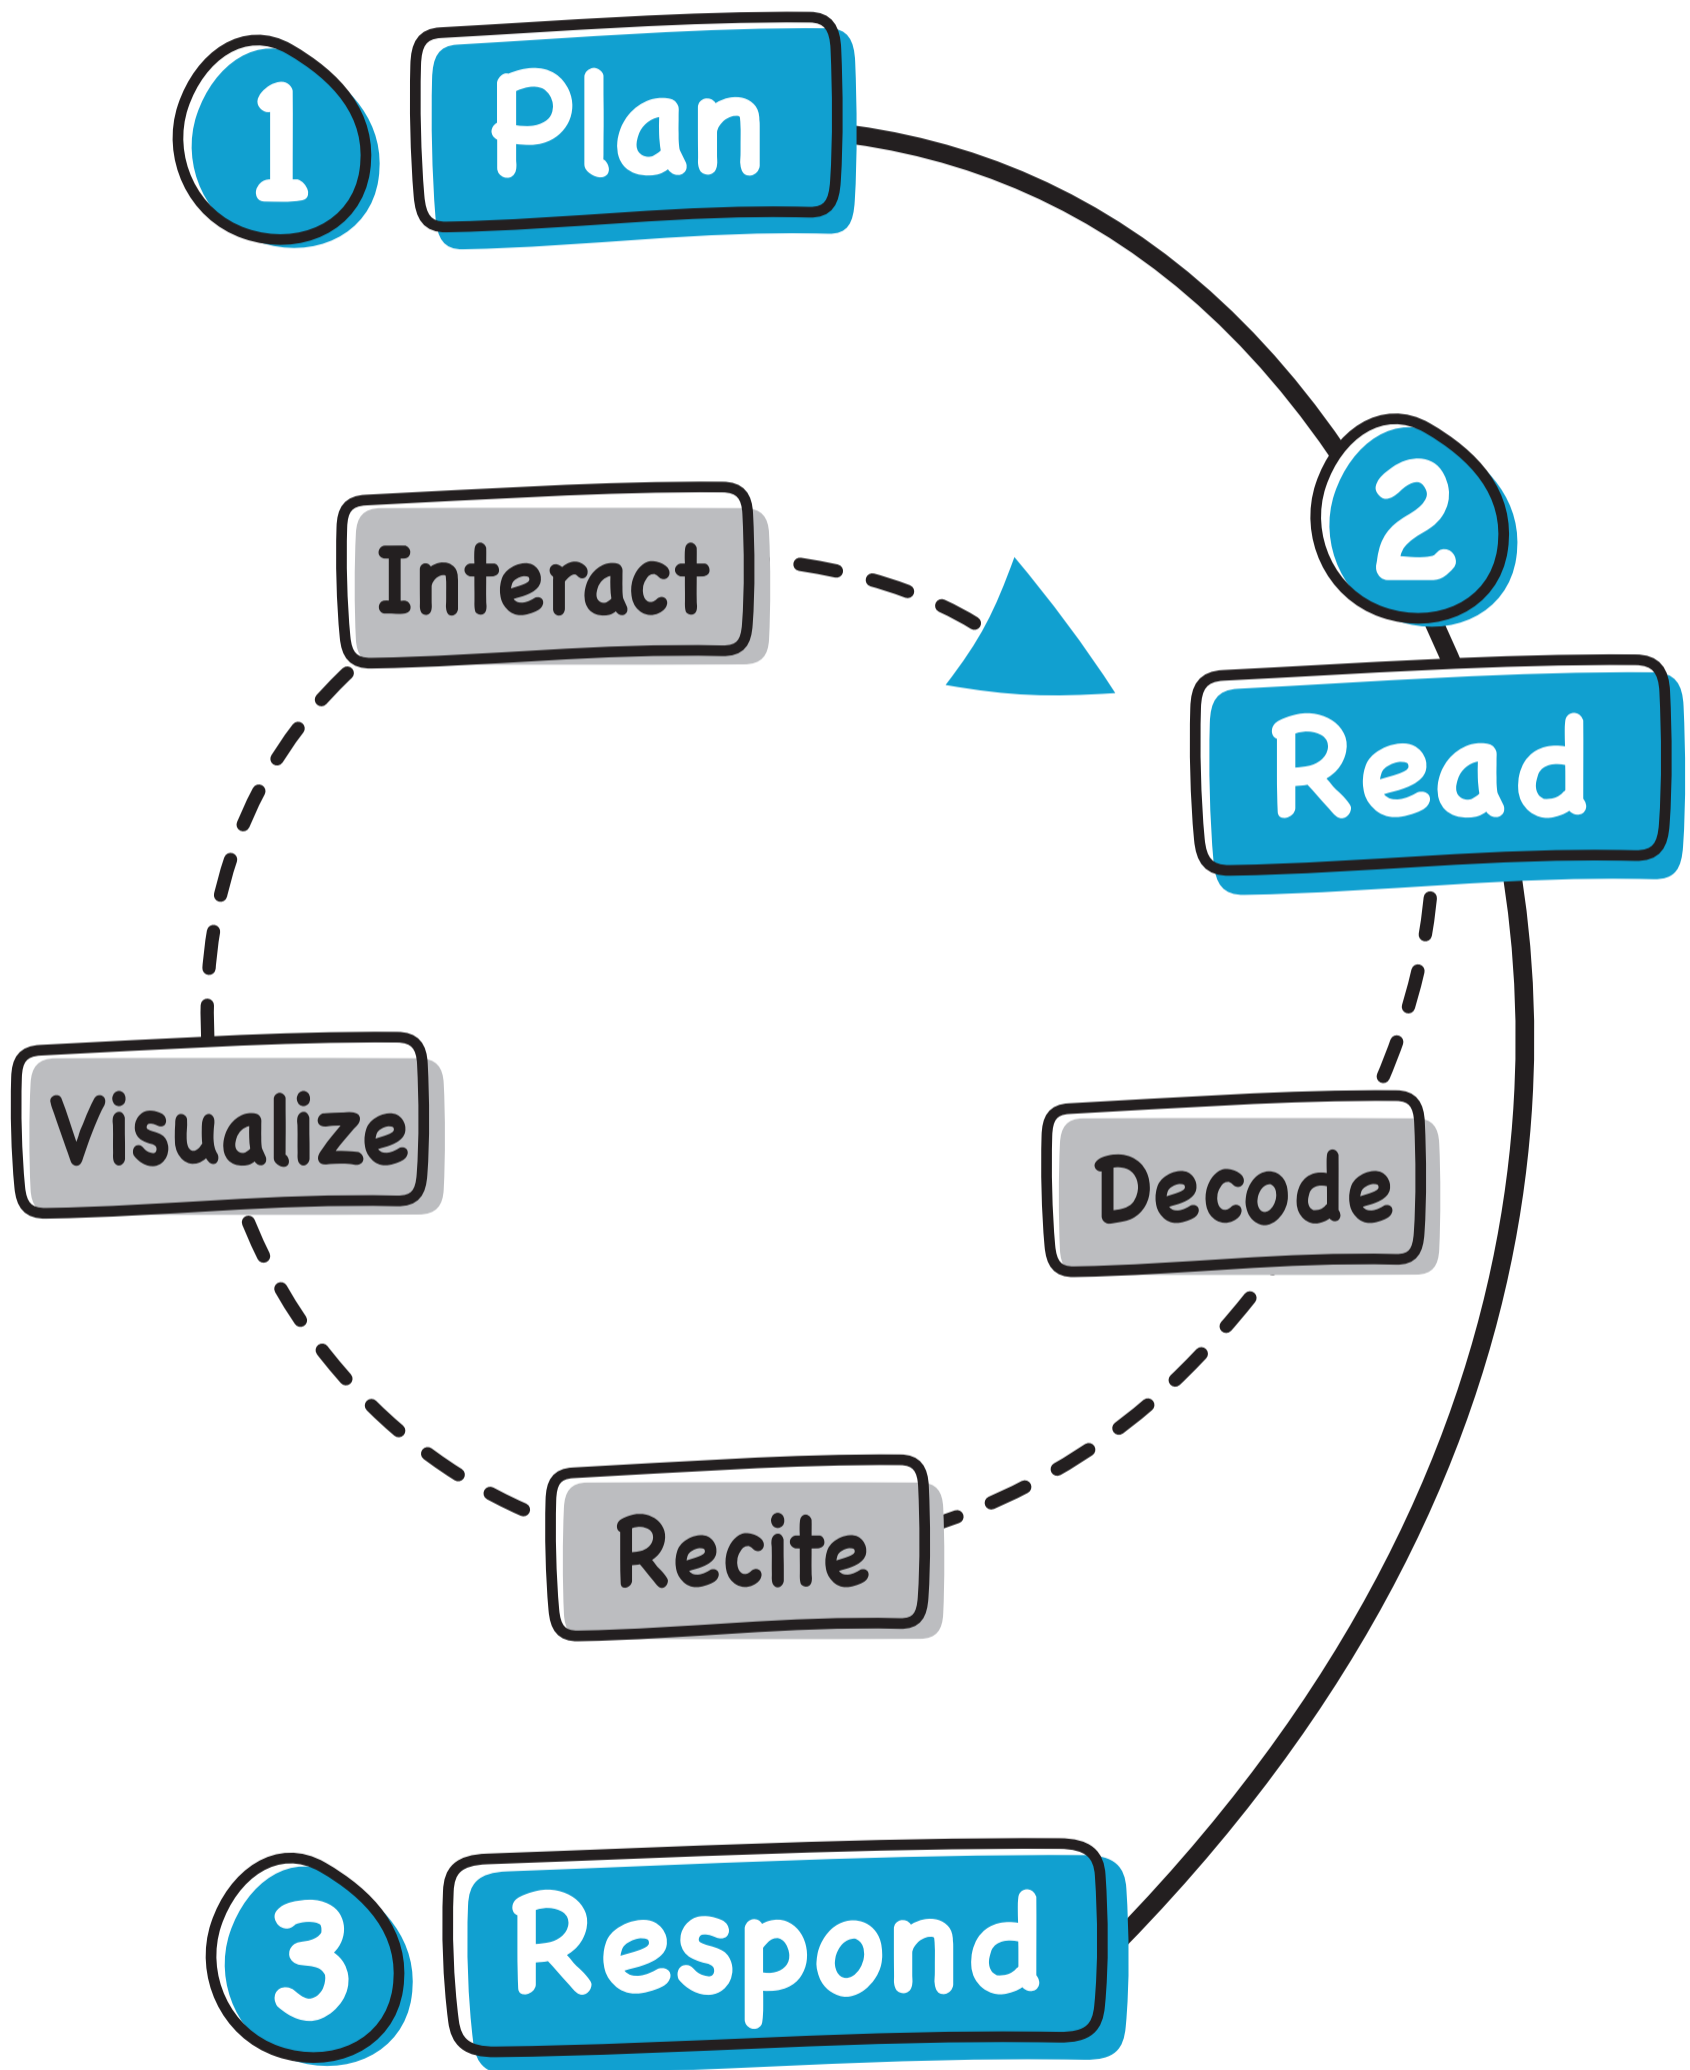 1
Plan
2
Read
Interact
Visualize
Decode
Recite
3
Respond